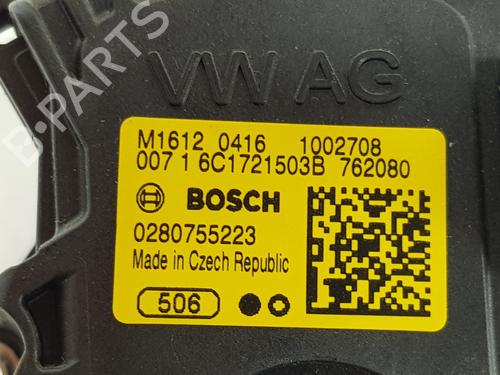 VW AG
M1612 0416 1002708
007 1 6C1721503B 762080
BOSCH
0280755223
Made in Czech Republic
506
B-PARTS